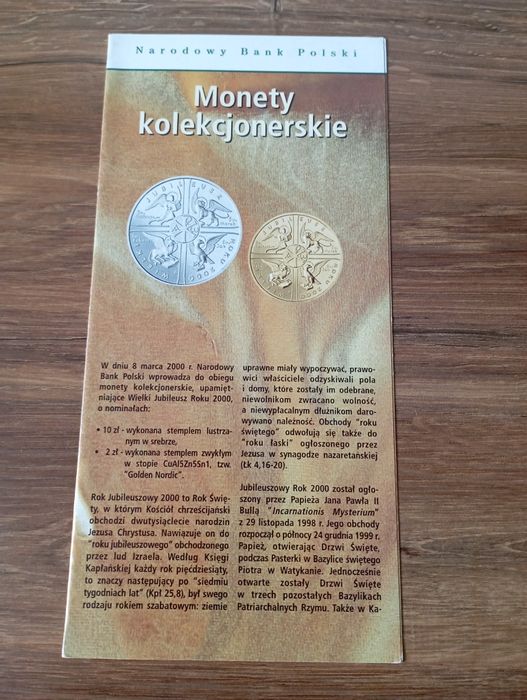 Narodowy Bank Polski
Monety
kolekcjonerskie
JUBILEUSZ
ROKU 2000
JUBILEUSZ
ROKU 2000
W dniu 8 marca 2000 r. Narodowy
Bank Polski wprowadza do obiegu
monety kolekcjonerskie, upamięt-
niające Wielki Jubileusz Roku 2000,
o nominałach:
• 10 zł - wykonana stemplem lustrza-
nym w srebrze,
• 2 zł - wykonana stemplem zwykłym
w stopie CuAl5Zn5Sn1, tzw.
"Golden Nordic".
Rok Jubileuszowy 2000 to Rok Świę-
ty, w którym Kościół chrześcijański
obchodzi dwutysiąclecie narodzin
Jezusa Chrystusa. Nawiązuje on do
"roku jubileuszowego" obchodzonego
przez lud Izraela. Według Księgi
Kapłańskiej każdy rok pięćdziesiąty,
to znaczy następujący po "siedmiu
tygodniach lat" (Kpł 25,8), był swego
rodzaju rokiem szabatowym: ziemie
uprawne miały wypoczywać, prawo-
wici właściciele odzyskiwali pola
i domy, które zostały im odebrane,
niewolnikom zwracano wolność,
a niewypłacalnym dłużnikom daro-
wywano należność. Obchody "roku
świętego" odwołują się także do
"roku łaski" ogłoszonego przez
Jezusa w synagodze nazaretańskiej
(Łk 4,16-20).
Jubileuszowy Rok 2000 został ogło-
szony przez Papieża Jana Pawła II
Bullą "Incarnationis Mysterium"
z 29 listopada 1998 r. Jego obchody
rozpoczął o północy 24 grudnia 1999 r.
Papież, otwierając Drzwi Święte,
podczas Pasterki w Bazylice świętego
Piotra w Watykanie. Jednocześnie
otwarte zostały Drzwi Święte
w trzech pozostałych Bazylikach
Patriarchalnych Rzymu. Także w Ka-